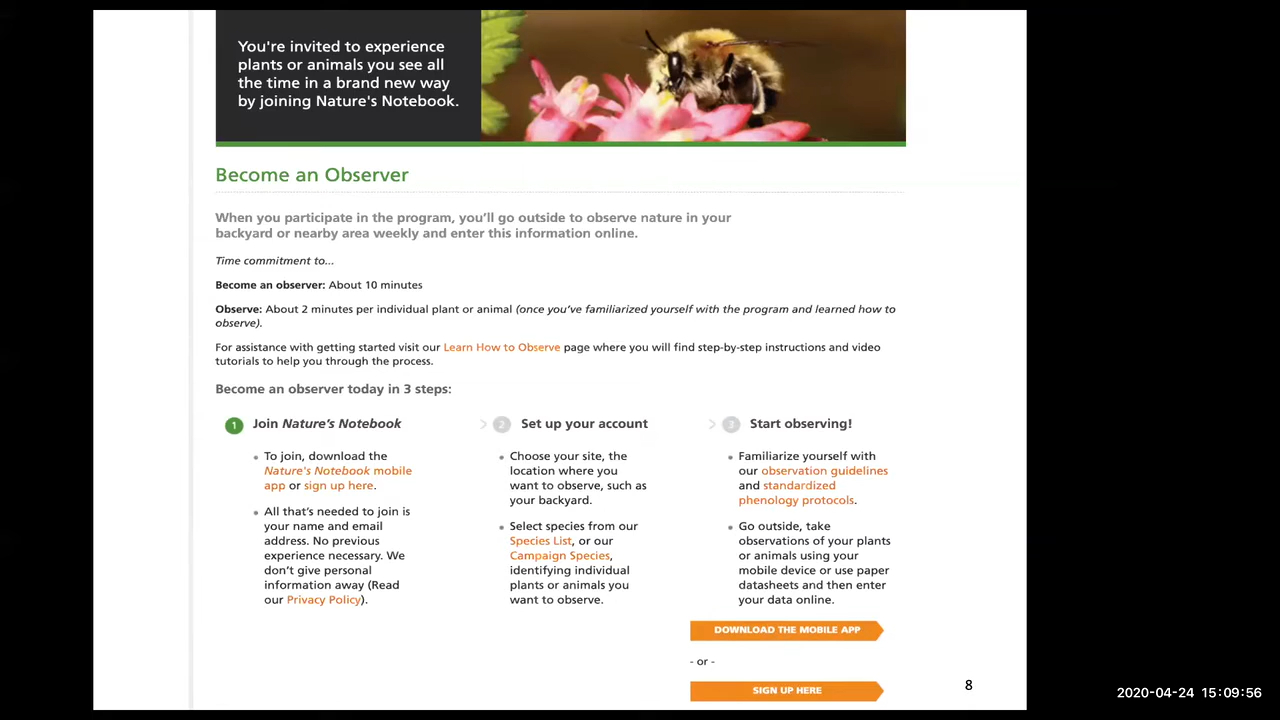 You're invited to experience
plants or animals you see all
the time in a brand new way
by joining Nature's Notebook.
Become an Observer
When you participate in the program, you'll go outside to observe nature in your
backyard or nearby area weekly and enter this information online.
Time commitment to...
Become an observer: About 10 minutes
Observe: About 2 minutes per individual plant or animal (once you've familiarized yourself with the program and learned how to
observe).
For assistance with getting started visit our Learn How to Observe page where you will find step-by-step instructions and video
tutorials to help you through the process.
Become an observer today in 3 steps:
1 Join Nature's Notebook
To join, download the
Nature's Notebook mobile
app or sign up here.
All that's needed to join is
your name and email
address. No previous
experience necessary. We
don't give personal
information away (Read
our Privacy Policy).
> 2 Set up your account
Choose your site, the
location where you
want to observe, such as
your backyard.
Select species from our
Species List, or our
Campaign Species,
identifying individual
plants or animals you
want to observe.
> 3 Start observing!
Familiarize yourself with
our observation guidelines
and standardized
phenology protocols.
Go outside, take
observations of your plants
or animals using your
mobile device or use paper
datasheets and then enter
your data online.
DOWNLOAD THE MOBILE APP
- or -
SIGN UP HERE
8
2020-04-24 15:09:56